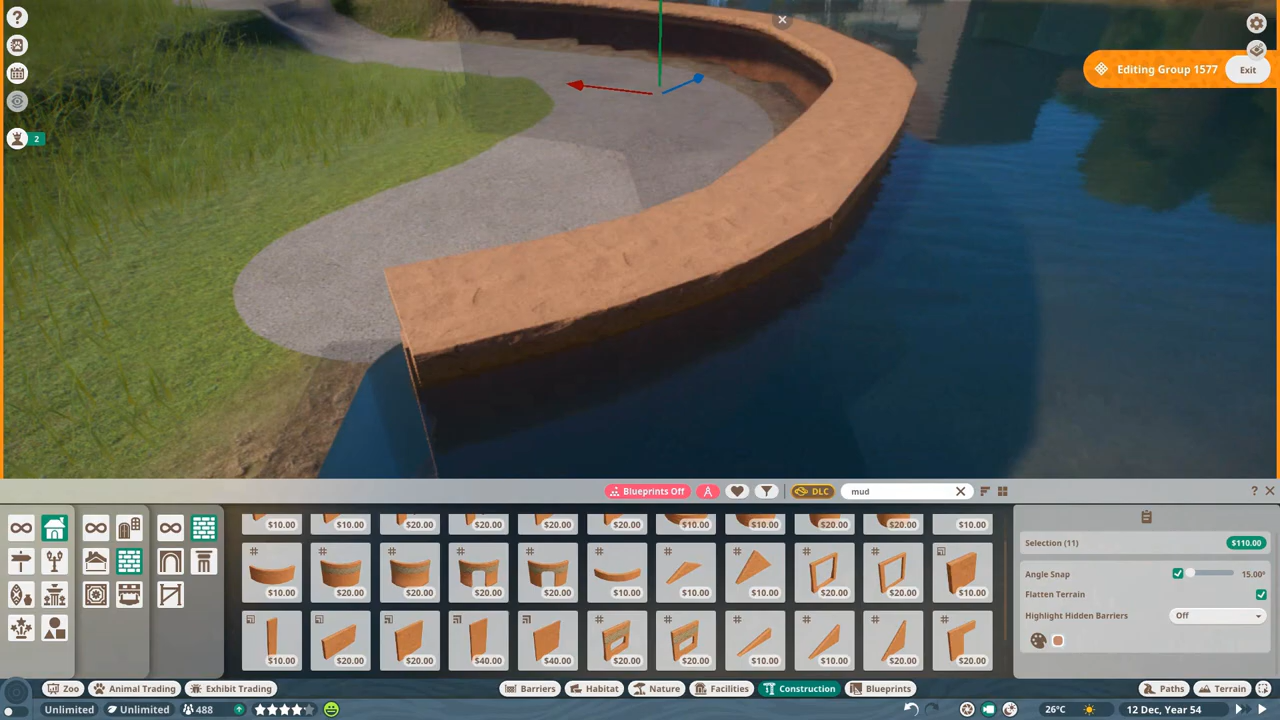 ?
×
Editing Group 1577
Exit
2
Blueprints Off
DLC
mud
×
?
×
$10.00 $10.00 $20.00 $20.00 $20.00 $10.00 $10.00 $10.00 $20.00 $20.00 $10.00
$10.00 $20.00 $20.00 $20.00 $20.00 $10.00 $10.00 $10.00 $20.00 $20.00 $10.00
$10.00 $20.00 $20.00 $40.00 $40.00 $20.00 $20.00 $10.00 $10.00 $20.00 $20.00
Selection (11)
$110.00
Angle Snap
15.00°
Flatten Terrain
Highlight Hidden Barriers
Off
Zoo Animal Trading Exhibit Trading Barriers Habitat Nature Facilities Construction Blueprints Paths Terrain
Unlimited Unlimited 488 26°C 12 Dec, Year 54